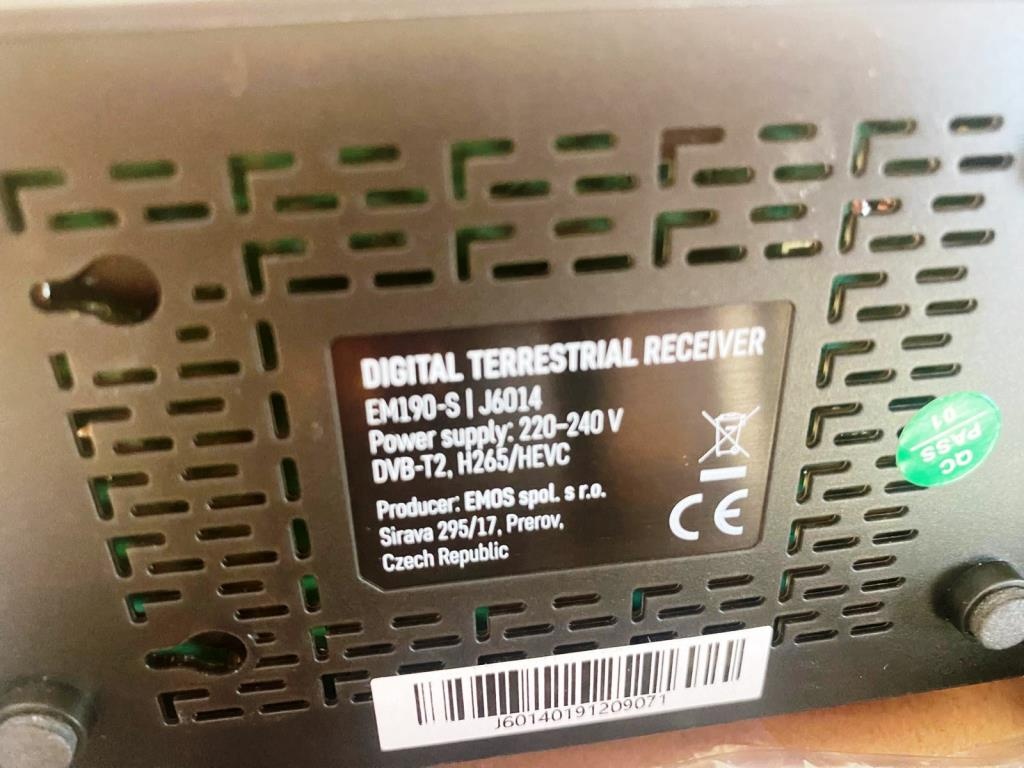 DIGITAL TERRESTRIAL RECEIVER
EM190-S | J6014
Power supply: 220-240 V
DVB-T2, H265/HEVC
Producer: EMOS spol. s r.o.
Sirava 295/17, Prerov,
Czech Republic
CE
QC
PASS
01
J60140191209071